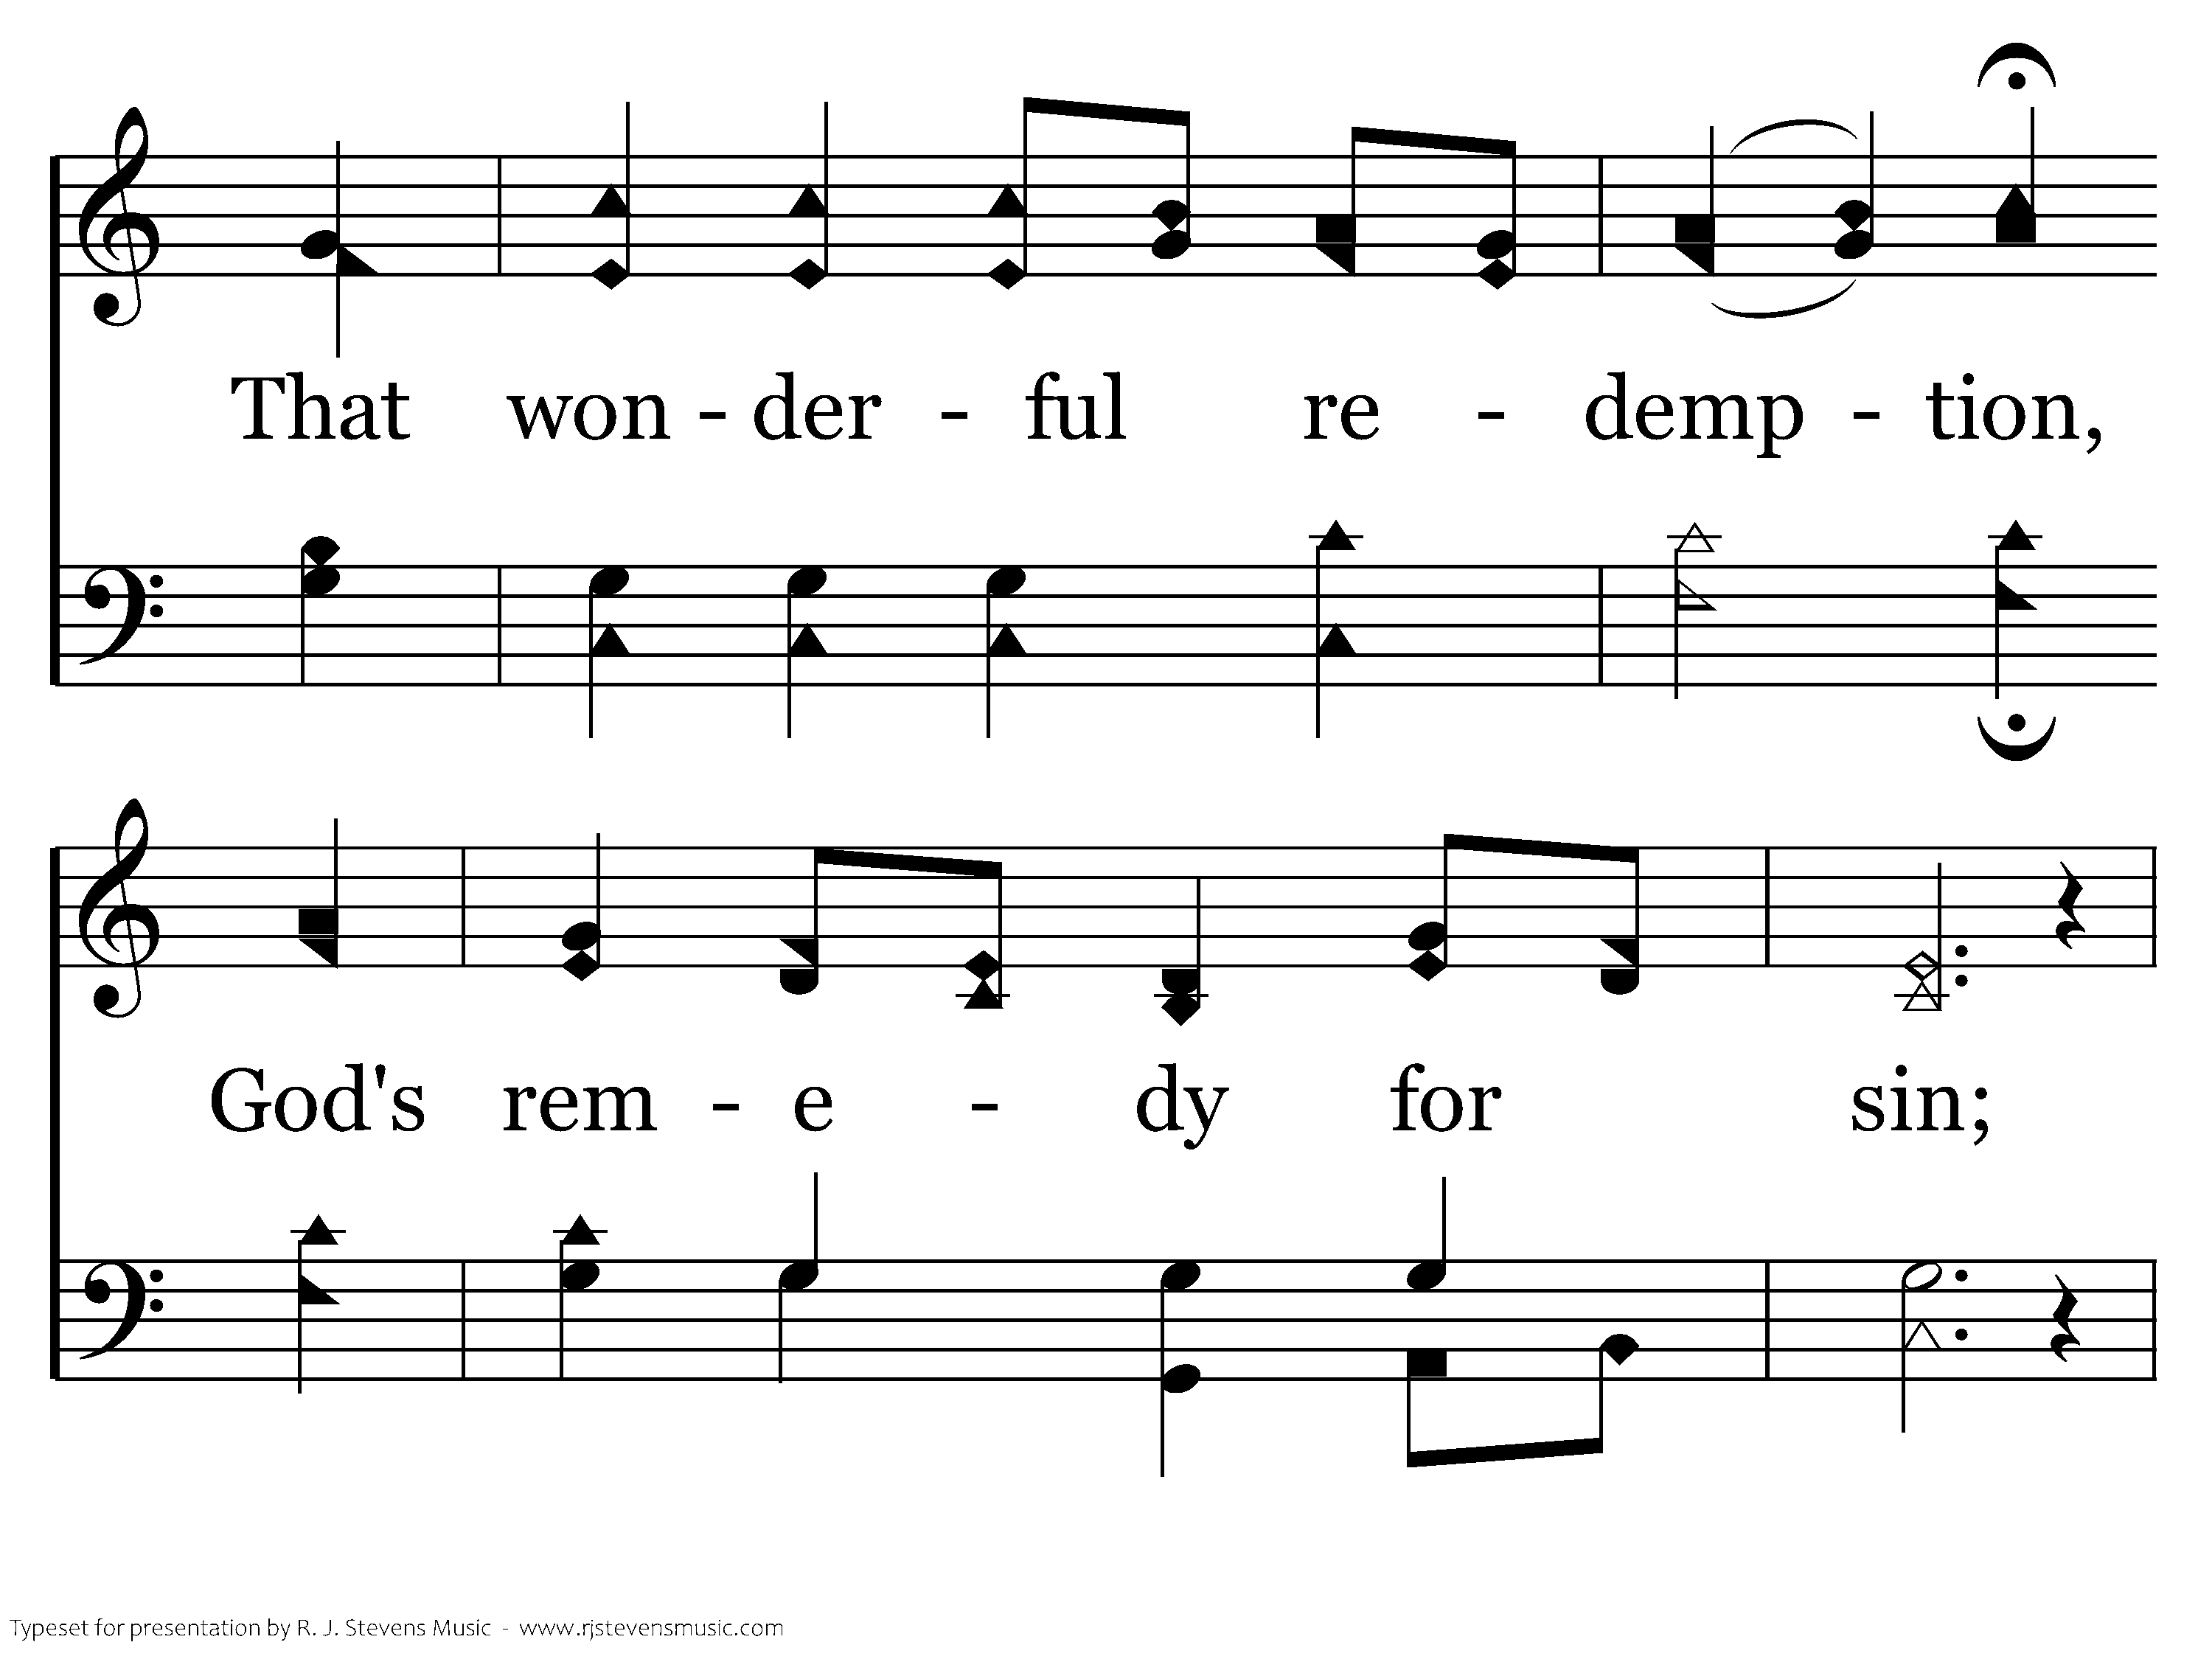 That won - der - ful re - demp - tion,
God's rem - e - dy for sin;
Typeset for presentation by R. J. Stevens Music - www.rjstevensmusic.com